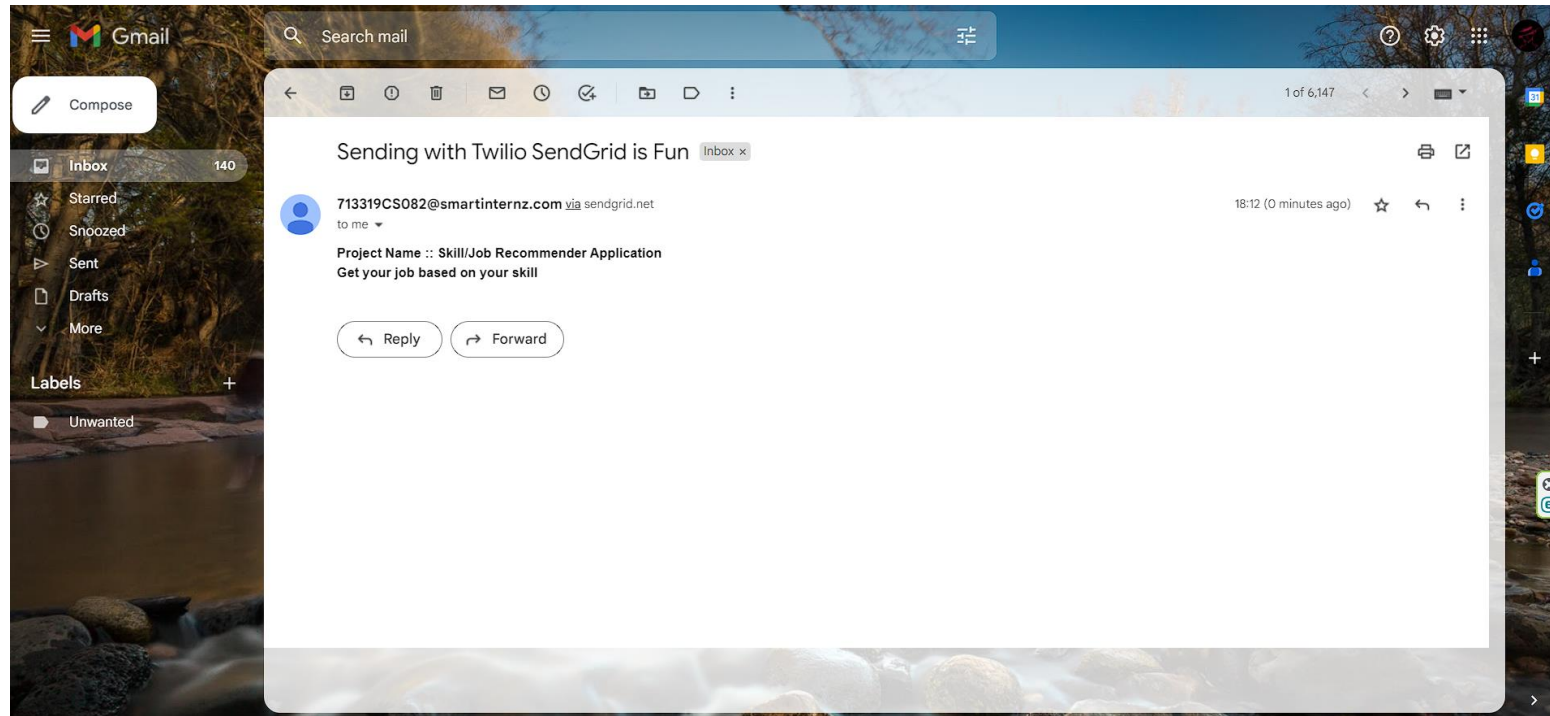 Gmail
Search mail
Compose
1 of 6,147
31
Inbox 140
Starred
Snoozed
Sent
Drafts
More
Labels
Unwanted
Sending with Twilio SendGrid is Fun Inbox ×
713319CS082@smartinternz.com via sendgrid.net 18:12 (0 minutes ago)
to me
Project Name :: Skill/Job Recommender Application
Get your job based on your skill
Reply Forward